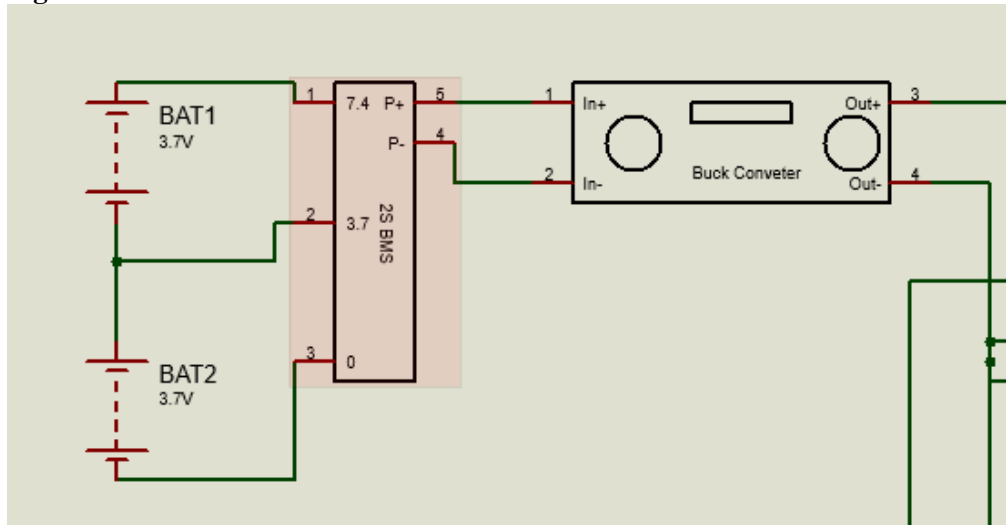 BAT1
3.7V
1
7.4
P+
5
4
P-
2
3.7
2S BMS
3
0
BAT2
3.7V
1
In+
2
In-
Buck Conveter
Out+
3
Out-
4